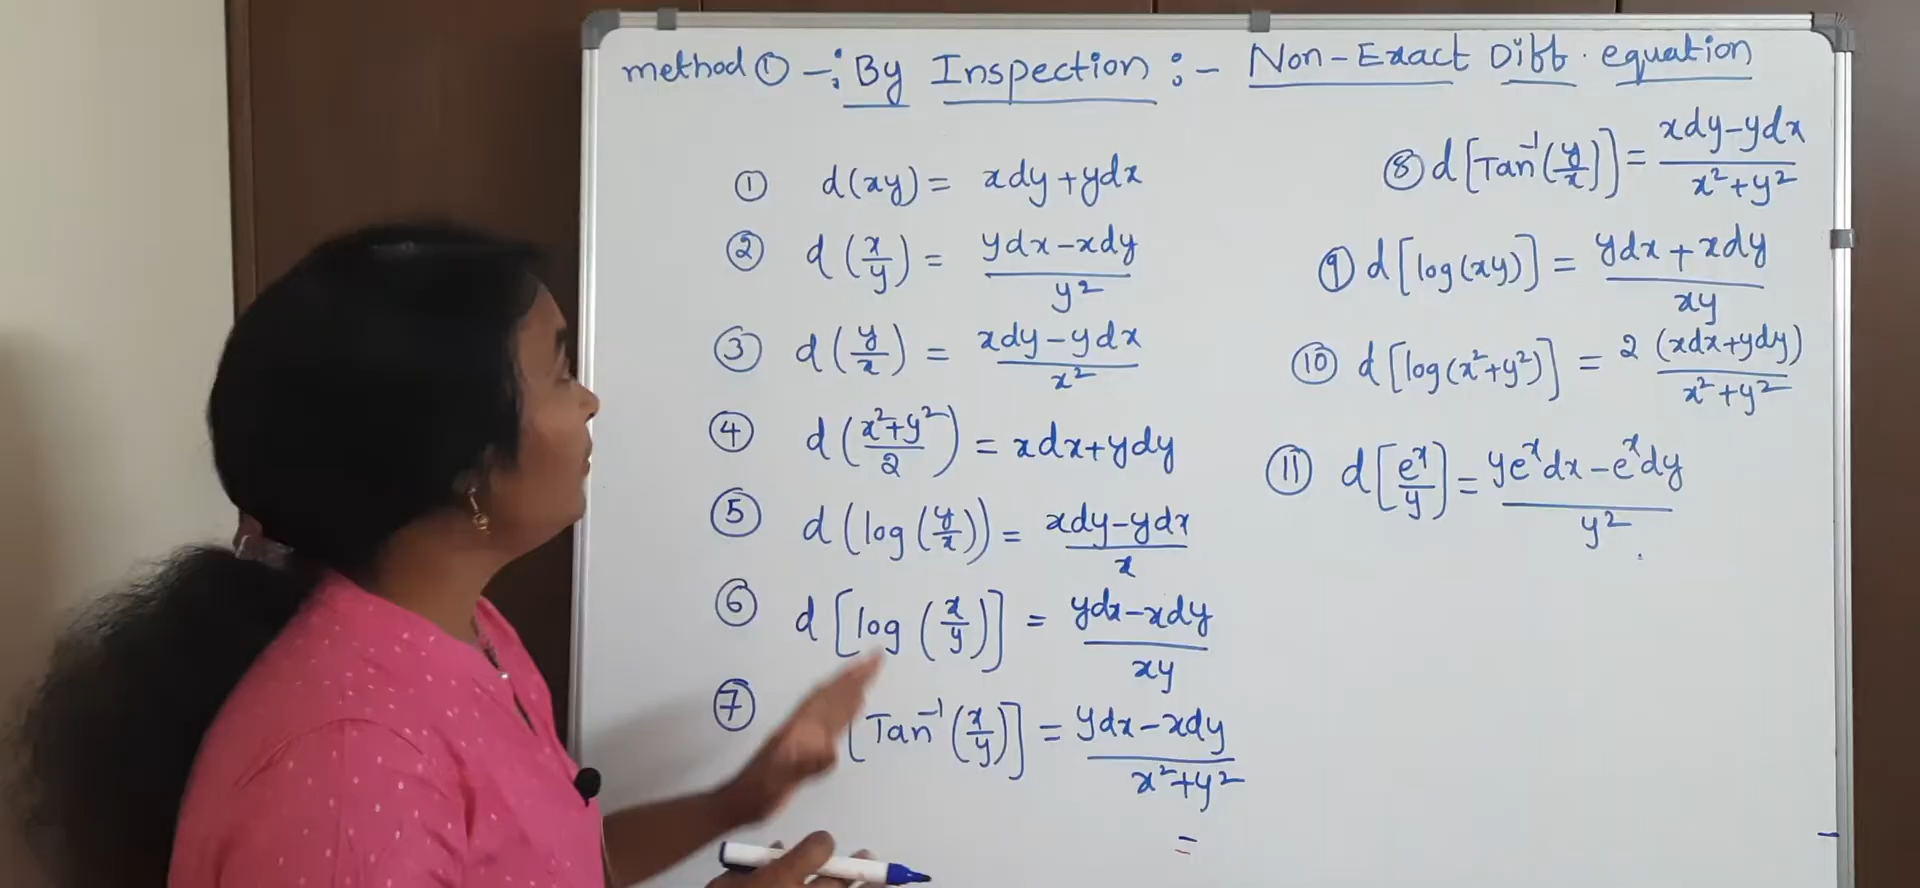 method ① -: By Inspection :- Non-Exact Diff. equation
① d(xy) = xdy+ydx
② d(x/y) = (ydx-xdy)/y²
③ d(y/x) = (xdy-ydx)/x²
④ d((x²+y²)/2) = xdx+ydy
⑤ d(log(y/x)) = (xdy-ydx)/x
⑥ d[log(x/y)] = (ydx-xdy)/xy
⑦ [Tan⁻¹(x/y)] = (ydx-xdy)/(x²+y²)
=
⑧ d[Tan⁻¹(y/x)] = (xdy-ydx)/(x²+y²)
⑨ d[log(xy)] = (ydx+xdy)/xy
⑩ d[log(x²+y²)] = 2(xdx+ydy)/(x²+y²)
⑪ d[eˣ/y] = (yeˣdx-eˣdy)/y²